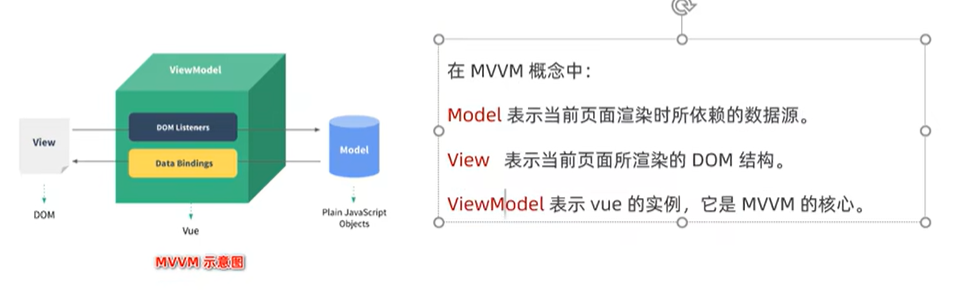 ViewModel
DOM Listeners
View
Data Bindings
Model
DOM
Vue
Plain JavaScript
Objects
MVVM 示意图
在 MVVM 概念中：
Model 表示当前页面渲染时所依赖的数据源。
View 表示当前页面所渲染的 DOM 结构。
ViewModel 表示 vue 的实例，它是 MVVM 的核心。